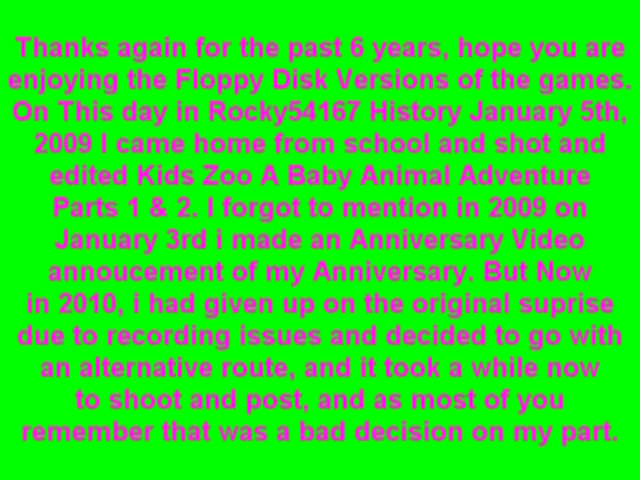 Thanks again for the past 6 years, hope you are
enjoying the Floppy Disk Versions of the games.
On This day in Rocky54167 History January 5th,
2009 I came home from school and shot and
edited Kids Zoo A Baby Animal Adventure
Parts 1 & 2. I forgot to mention in 2009 on
January 3rd i made an Anniversary Video
annoucement of my Anniversary. But Now
in 2010, i had given up on the original suprise
due to recording issues and decided to go with
an alternative route, and it took a while now
to shoot and post, and as most of you
remember that was a bad decision on my part.